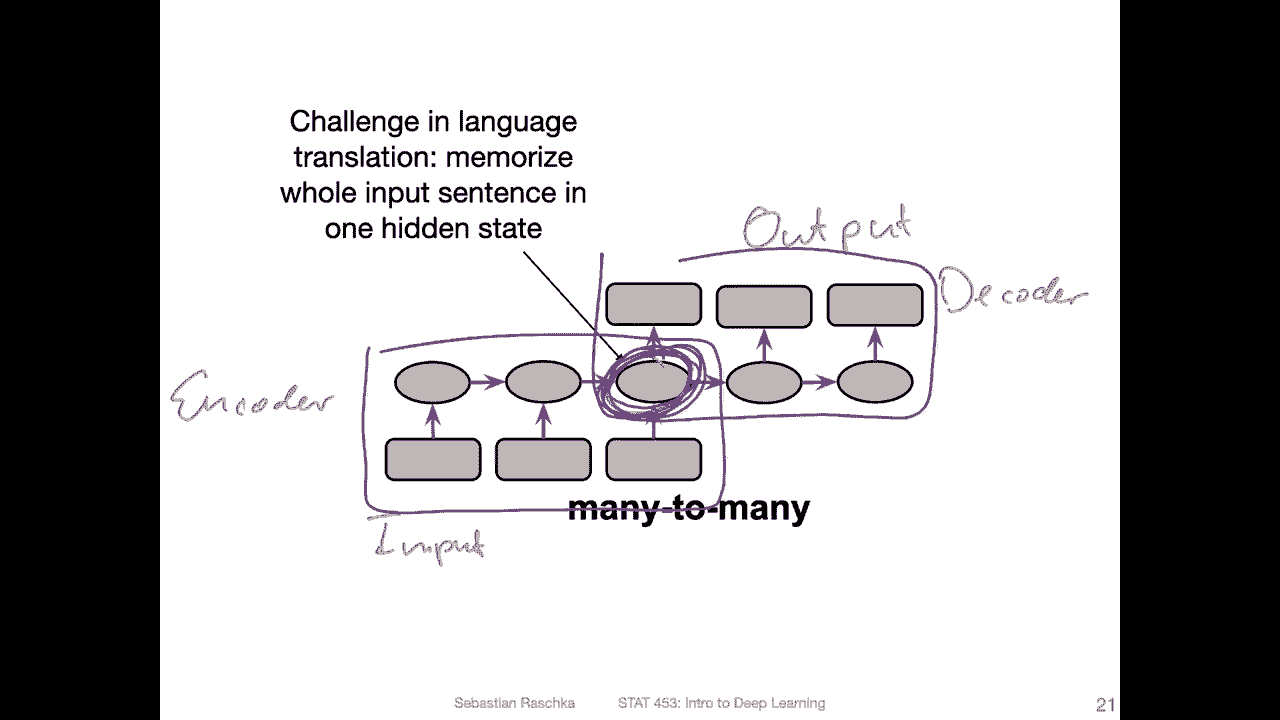 Challenge in language
translation: memorize
whole input sentence in
one hidden state
Output
Decoder
Encoder
many-to-many
Input
Sebastian Raschka STAT 453: Intro to Deep Learning 21